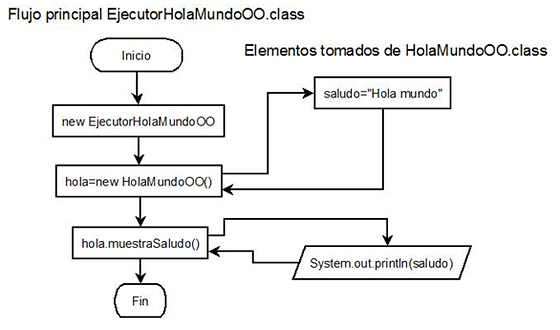 Flujo principal EjecutorHolaMundoOO.class
Inicio
Elementos tomados de HolaMundoOO.class
saludo="Hola mundo"
new EjecutorHolaMundoOO
hola=new HolaMundoOO()
hola.muestraSaludo()
System.out.println(saludo)
Fin